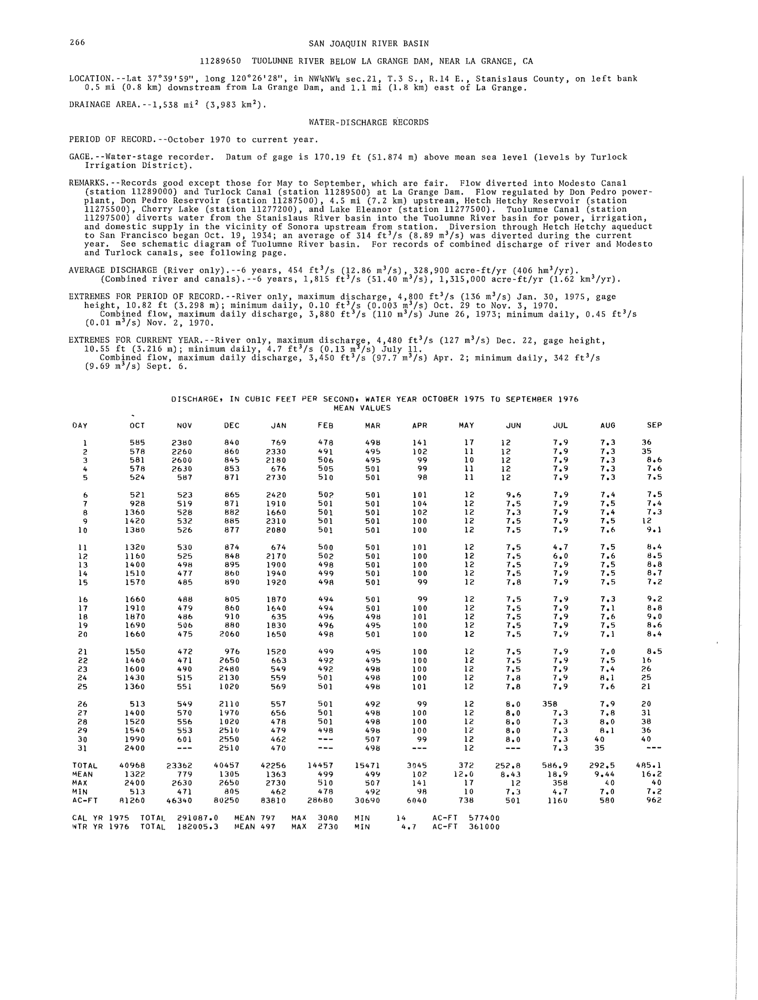 266
SAN JOAQUIN RIVER BASIN
11289650 TUOLUMNE RIVER BELOW LA GRANGE DAM, NEAR LA GRANGE, CA
LOCATION.--Lat 37°39'59", long 120°26'28", in NW¼NW¼ sec.21, T.3 S., R.14 E., Stanislaus County, on left bank
0.5 mi (0.8 km) downstream from La Grange Dam, and 1.1 mi (1.8 km) east of La Grange.
DRAINAGE AREA.--1,538 mi² (3,983 km²).
WATER-DISCHARGE RECORDS
PERIOD OF RECORD.--October 1970 to current year.
GAGE.--Water-stage recorder. Datum of gage is 170.19 ft (51.874 m) above mean sea level (levels by Turlock
Irrigation District).
REMARKS.--Records good except those for May to September, which are fair. Flow diverted into Modesto Canal
(station 11289000) and Turlock Canal (station 11289500) at La Grange Dam. Flow regulated by Don Pedro power-
plant, Don Pedro Reservoir (station 11287500), 4.5 mi (7.2 km) upstream, Hetch Hetchy Reservoir (station
11275500), Cherry Lake (station 11277200), and Lake Eleanor (station 11277500). Tuolumne Canal (station
11297500) diverts water from the Stanislaus River basin into the Tuolumne River basin for power, irrigation,
and domestic supply in the vicinity of Sonora upstream from station. Diversion through Hetch Hetchy aqueduct
to San Francisco began Oct. 19, 1934; an average of 314 ft³/s (8.89 m³/s) was diverted during the current
year. See schematic diagram of Tuolumne River basin. For records of combined discharge of river and Modesto
and Turlock canals, see following page.
AVERAGE DISCHARGE (River only).--6 years, 454 ft³/s (12.86 m³/s), 328,900 acre-ft/yr (406 hm³/yr).
(Combined river and canals).--6 years, 1,815 ft³/s (51.40 m³/s), 1,315,000 acre-ft/yr (1.62 km³/yr).
EXTREMES FOR PERIOD OF RECORD.--River only, maximum discharge, 4,800 ft³/s (136 m³/s) Jan. 30, 1975, gage
height, 10.82 ft (3.298 m); minimum daily, 0.10 ft³/s (0.003 m³/s) Oct. 29 to Nov. 3, 1970.
Combined flow, maximum daily discharge, 3,880 ft³/s (110 m³/s) June 26, 1973; minimum daily, 0.45 ft³/s
(0.01 m³/s) Nov. 2, 1970.
EXTREMES FOR CURRENT YEAR.--River only, maximum discharge, 4,480 ft³/s (127 m³/s) Dec. 22, gage height,
10.55 ft (3.216 m); minimum daily, 4.7 ft³/s (0.13 m³/s) July 11.
Combined flow, maximum daily discharge, 3,450 ft³/s (97.7 m³/s) Apr. 2; minimum daily, 342 ft³/s
(9.69 m³/s) Sept. 6.
DISCHARGE, IN CUBIC FEET PER SECOND, WATER YEAR OCTOBER 1975 TO SEPTEMBER 1976
MEAN VALUES
DAY OCT NOV DEC JAN FEB MAR APR MAY JUN JUL AUG SEP
1 585 2380 840 769 478 498 141 17 12 7.9 7.3 36
2 578 2260 860 2330 491 495 102 11 12 7.9 7.3 35
3 581 2600 845 2180 506 495 99 10 12 7.9 7.3 8.6
4 578 2630 853 676 505 501 99 11 12 7.9 7.3 7.6
5 524 587 871 2730 510 501 98 11 12 7.9 7.3 7.5
6 521 523 865 2420 502 501 101 12 9.6 7.9 7.4 7.5
7 928 519 871 1910 501 501 104 12 7.5 7.9 7.5 7.4
8 1360 528 882 1660 501 501 102 12 7.3 7.9 7.4 7.3
9 1420 532 885 2310 501 501 100 12 7.5 7.9 7.5 12
10 1380 526 877 2080 501 501 100 12 7.5 7.9 7.6 9.1
11 1320 530 874 674 500 501 101 12 7.5 4.7 7.5 8.4
12 1160 525 848 2170 502 501 100 12 7.5 6.0 7.6 8.5
13 1400 498 895 1900 498 501 100 12 7.5 7.9 7.5 8.8
14 1510 477 860 1940 499 501 100 12 7.5 7.9 7.5 8.7
15 1570 485 890 1920 498 501 99 12 7.8 7.9 7.5 7.2
16 1660 488 805 1870 494 501 99 12 7.5 7.9 7.3 9.2
17 1910 479 860 1640 494 501 100 12 7.5 7.9 7.1 8.8
18 1870 486 910 635 496 498 101 12 7.5 7.9 7.6 9.0
19 1690 506 880 1830 496 495 100 12 7.5 7.9 7.5 8.6
20 1660 475 2060 1650 498 501 100 12 7.5 7.9 7.1 8.4
21 1550 472 976 1520 499 495 100 12 7.5 7.9 7.0 8.5
22 1460 471 2650 663 492 495 100 12 7.5 7.9 7.5 16
23 1600 490 2480 549 492 498 100 12 7.5 7.9 7.4 26
24 1430 515 2130 559 501 498 100 12 7.8 7.9 8.1 25
25 1360 551 1020 569 501 498 101 12 7.8 7.9 7.6 21
26 513 549 2110 557 501 492 99 12 8.0 358 7.9 20
27 1400 570 1970 656 501 498 100 12 8.0 7.3 7.8 31
28 1520 556 1020 478 501 498 100 12 8.0 7.3 8.0 38
29 1540 553 2510 479 498 498 100 12 8.0 7.3 8.1 36
30 1990 601 2550 462 --- 507 99 12 8.0 7.3 40 40
31 2400 --- 2510 470 --- 498 --- 12 --- 7.3 35 ---
TOTAL 40968 23362 40457 42256 14457 15471 3045 372 252.8 586.9 292.5 485.1
MEAN 1322 779 1305 1363 499 499 102 12.0 8.43 18.9 9.44 16.2
MAX 2400 2630 2650 2730 510 507 141 17 12 358 40 40
MIN 513 471 805 462 478 492 98 10 7.3 4.7 7.0 7.2
AC-FT 81260 46340 80250 83810 28680 30690 6040 738 501 1160 580 962
CAL YR 1975 TOTAL 291087.0 MEAN 797 MAX 3080 MIN 14 AC-FT 577400
WTR YR 1976 TOTAL 182005.3 MEAN 497 MAX 2730 MIN 4.7 AC-FT 361000